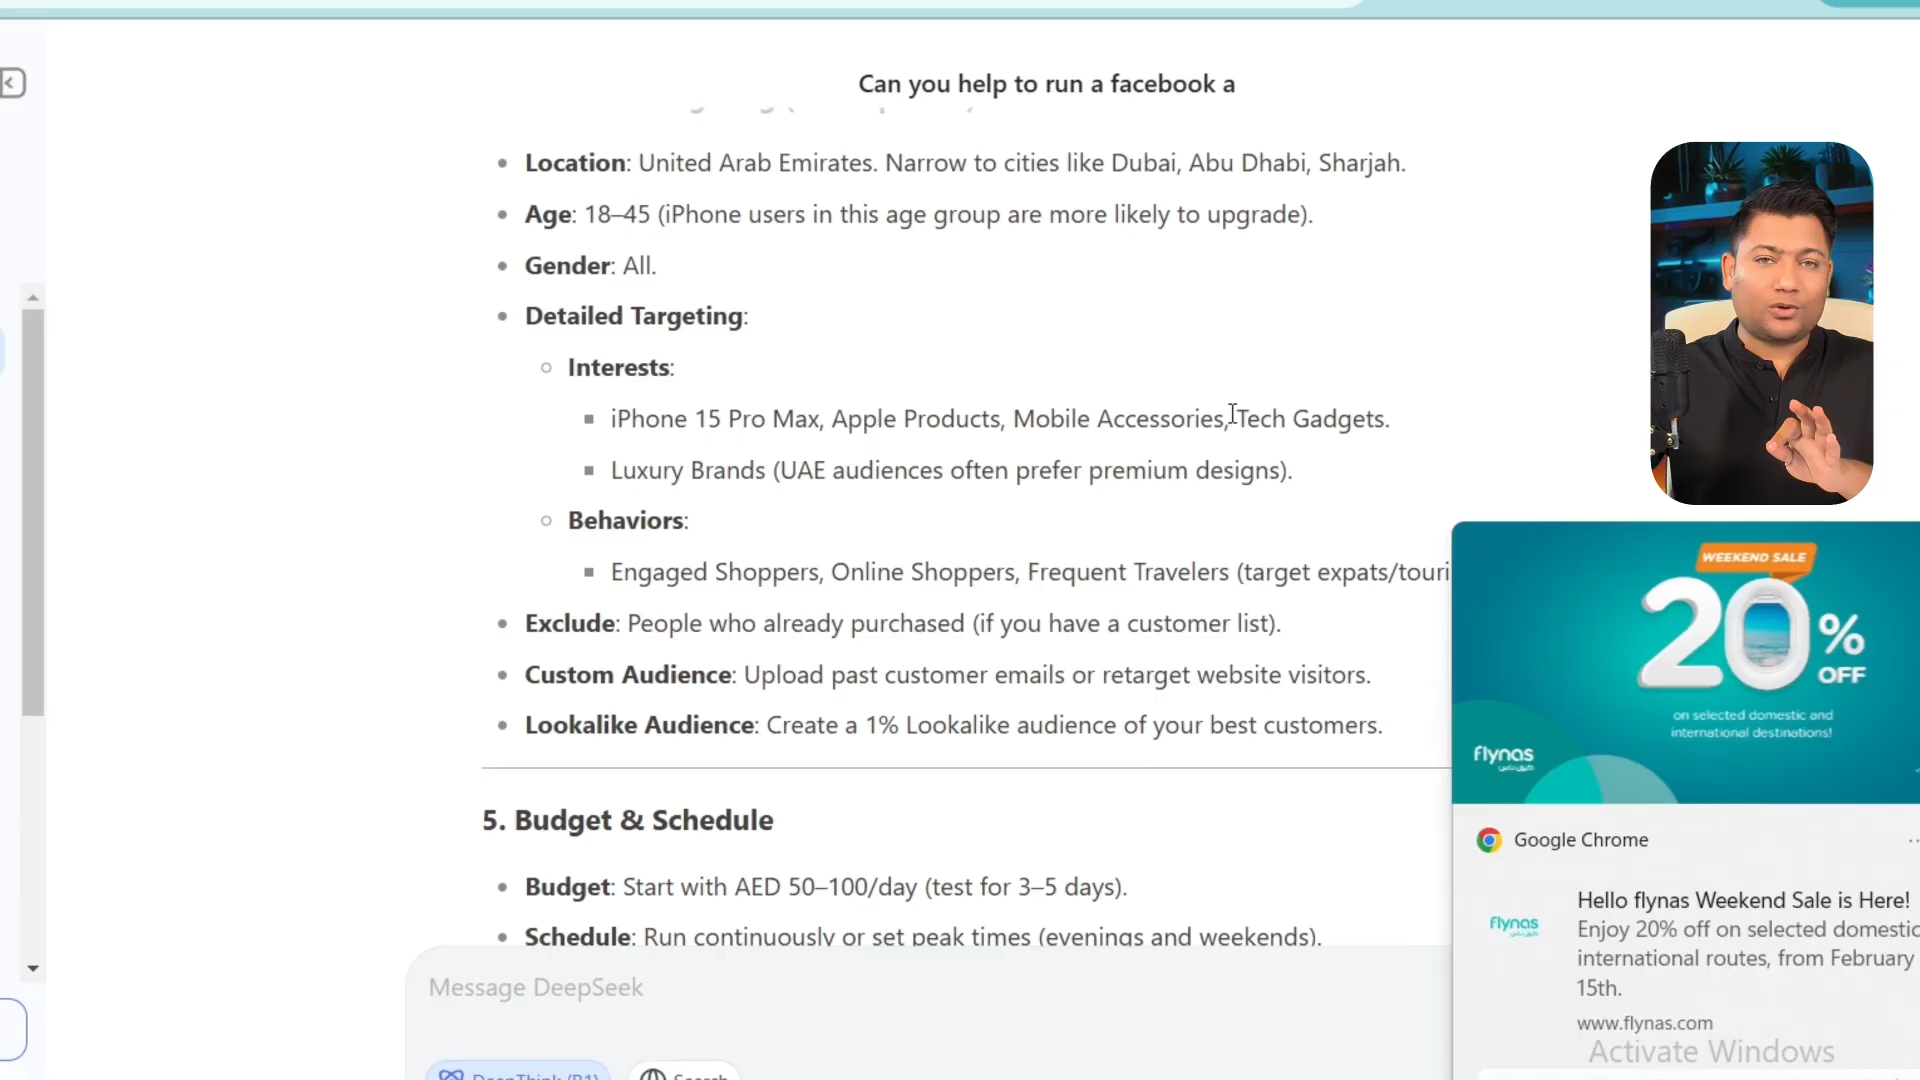 Can you help to run a facebook a
Location: United Arab Emirates. Narrow to cities like Dubai, Abu Dhabi, Sharjah.
Age: 18–45 (iPhone users in this age group are more likely to upgrade).
Gender: All.
Detailed Targeting:
Interests:
iPhone 15 Pro Max, Apple Products, Mobile Accessories, Tech Gadgets.
Luxury Brands (UAE audiences often prefer premium designs).
Behaviors:
Engaged Shoppers, Online Shoppers, Frequent Travelers (target expats/touri
Exclude: People who already purchased (if you have a customer list).
Custom Audience: Upload past customer emails or retarget website visitors.
Lookalike Audience: Create a 1% Lookalike audience of your best customers.
5. Budget & Schedule
Budget: Start with AED 50–100/day (test for 3–5 days).
Schedule: Run continuously or set peak times (evenings and weekends).
Message DeepSeek
DeepThink (R1)
Search
WEEKEND SALE
20% OFF
on selected domestic and
international destinations!
flynas
طيران ناس
Google Chrome
Hello flynas Weekend Sale is Here!
flynas
Enjoy 20% off on selected domestic
international routes, from February
15th.
www.flynas.com
Activate Windows